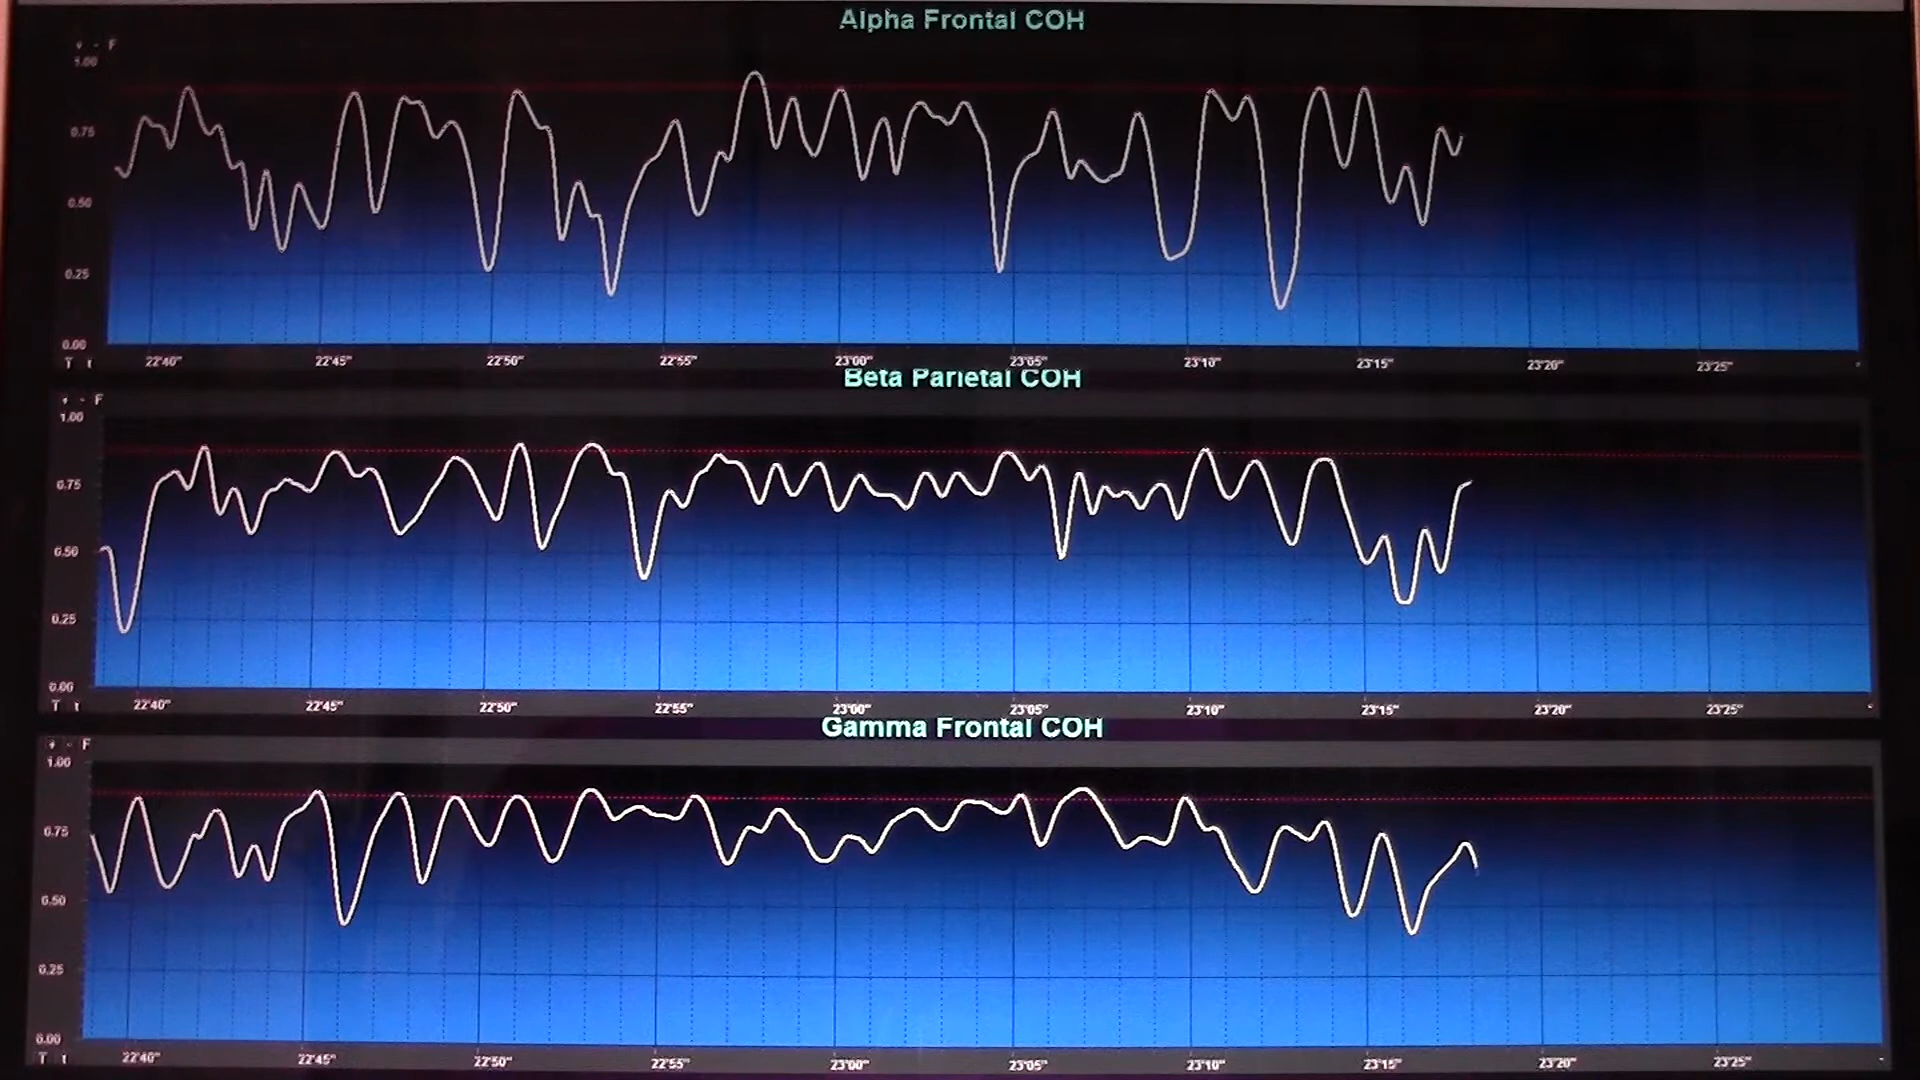 Alpha Frontal COH
- F
1.00
0.75
0.50
0.25
0.00
T t 22'40" 22'45" 22'50" 22'55" 23'00" 23'05" 23'10" 23'15" 23'20" 23'25"
Beta Parietal COH
- F
1.00
0.75
0.50
0.25
0.00
T t 22'40" 22'45" 22'50" 22'55" 23'00" 23'05" 23'10" 23'15" 23'20" 23'25"
Gamma Frontal COH
- F
1.00
0.75
0.50
0.25
0.00
T t 22'40" 22'45" 22'50" 22'55" 23'00" 23'05" 23'10" 23'15" 23'20" 23'25"